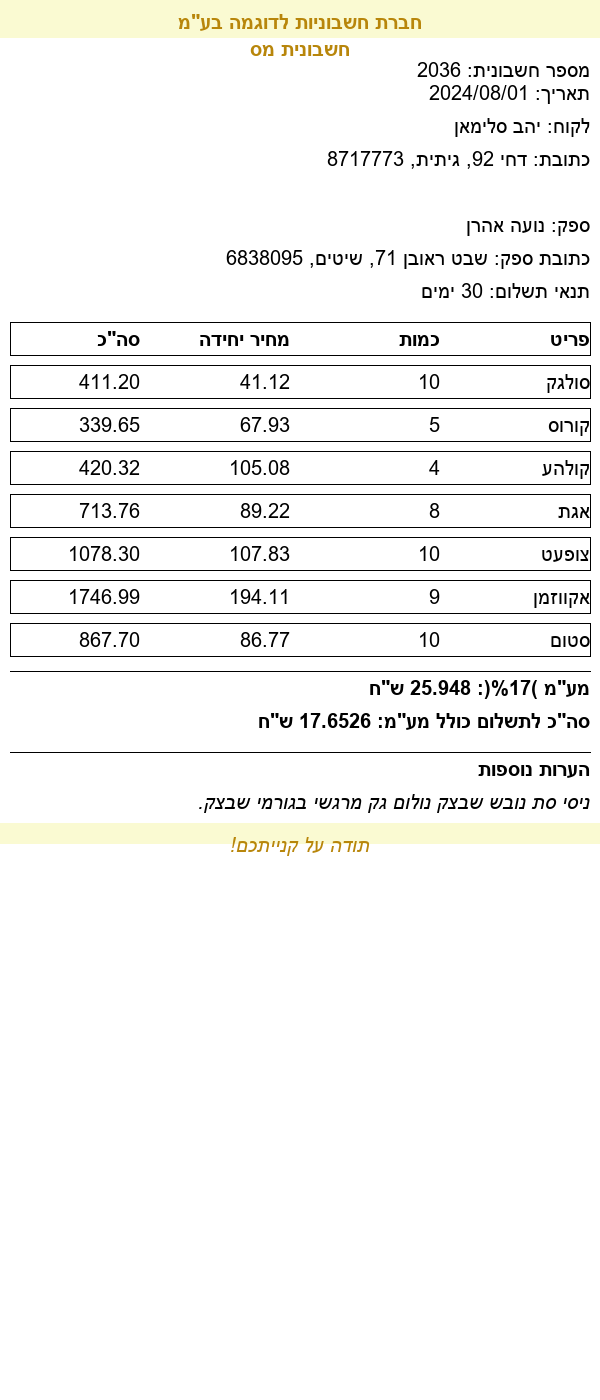 חברת חשבוניות לדוגמה בע"מ
חשבונית מס
מספר חשבונית: 2036
תאריך: 2024/08/01
לקוח: יהב סלימאן
כתובת: דחי 92, גיתית, 8717773
ספק: נועה אהרן
כתובת ספק: שבט ראובן 71, שיטים, 6838095
תנאי תשלום: 30 ימים
פריט כמות מחיר יחידה סה"כ
סולגק 10 41.12 411.20
קורוס 5 67.93 339.65
קולהע 4 105.08 420.32
אגת 8 89.22 713.76
צופעט 10 107.83 1078.30
אקווזמן 9 194.11 1746.99
סטום 10 86.77 867.70
מע"מ )17%(: 25.948 ש"ח
סה"כ לתשלום כולל מע"מ: 17.6526 ש"ח
הערות נוספות
ניסי סת נובש שבצק נולום גק מרגשי בגורמי שבצק.
תודה על קנייתכם!